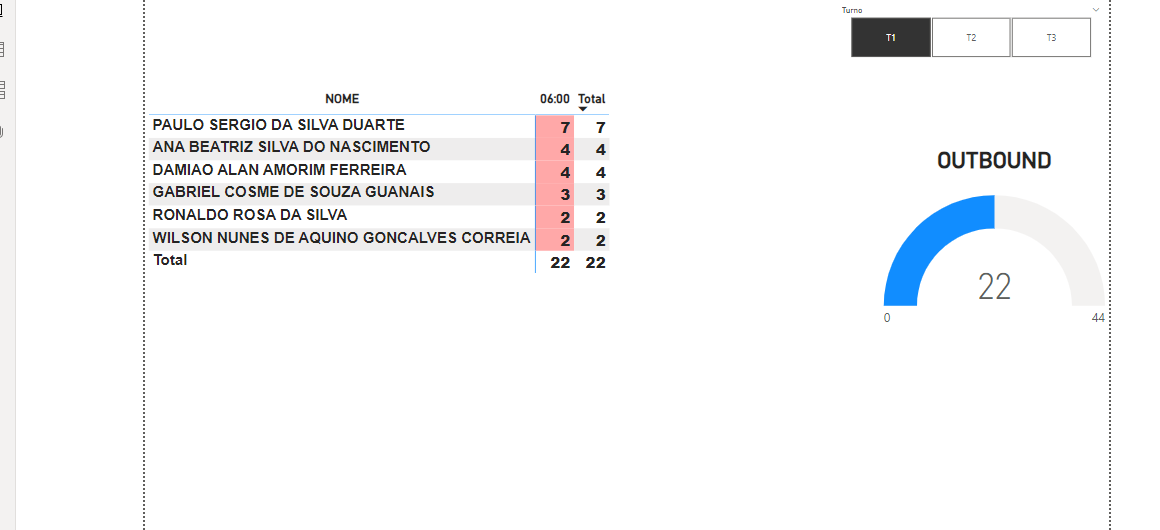 Turno
T1 T2 T3
NOME 06:00 Total
PAULO SERGIO DA SILVA DUARTE 7 7
ANA BEATRIZ SILVA DO NASCIMENTO 4 4
DAMIAO ALAN AMORIM FERREIRA 4 4
GABRIEL COSME DE SOUZA GUANAIS 3 3
RONALDO ROSA DA SILVA 2 2
WILSON NUNES DE AQUINO GONCALVES CORREIA 2 2
Total 22 22
OUTBOUND
22
0 44